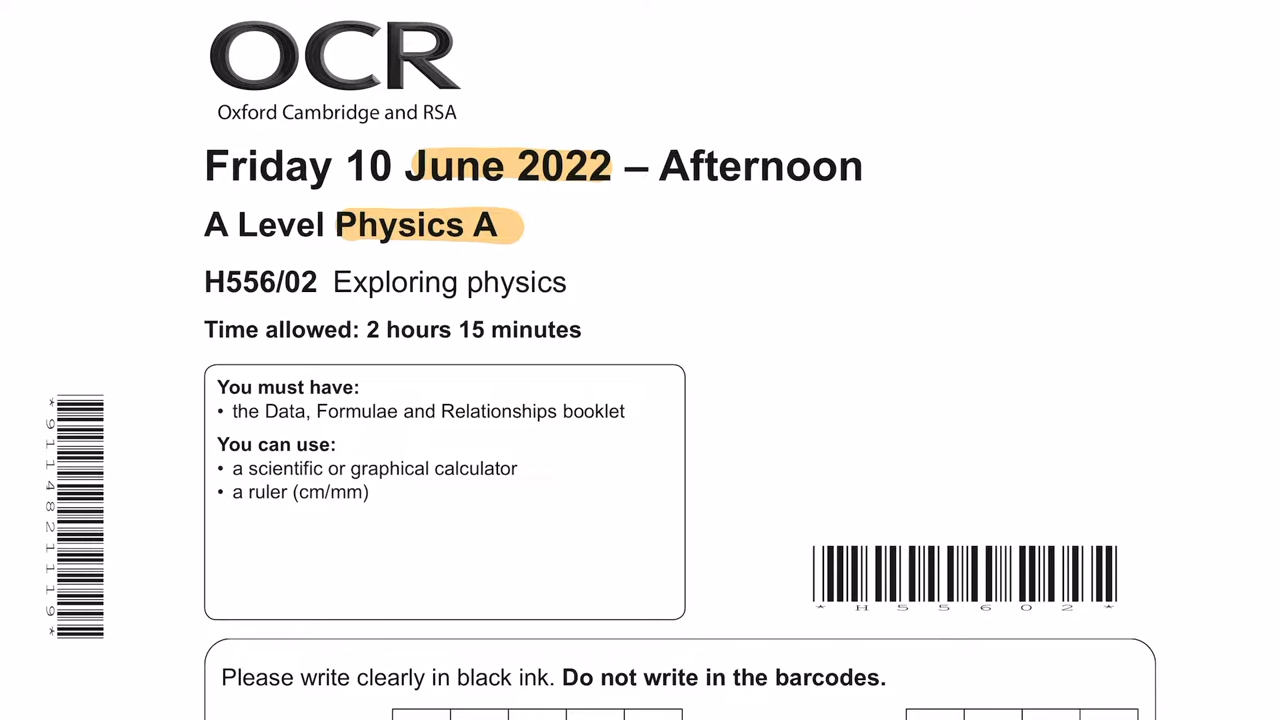 OCR
Oxford Cambridge and RSA
Friday 10 June 2022 – Afternoon
A Level Physics A
H556/02 Exploring physics
Time allowed: 2 hours 15 minutes
You must have:
• the Data, Formulae and Relationships booklet
You can use:
• a scientific or graphical calculator
• a ruler (cm/mm)
*9114821119*
*H55602*
Please write clearly in black ink. Do not write in the barcodes.